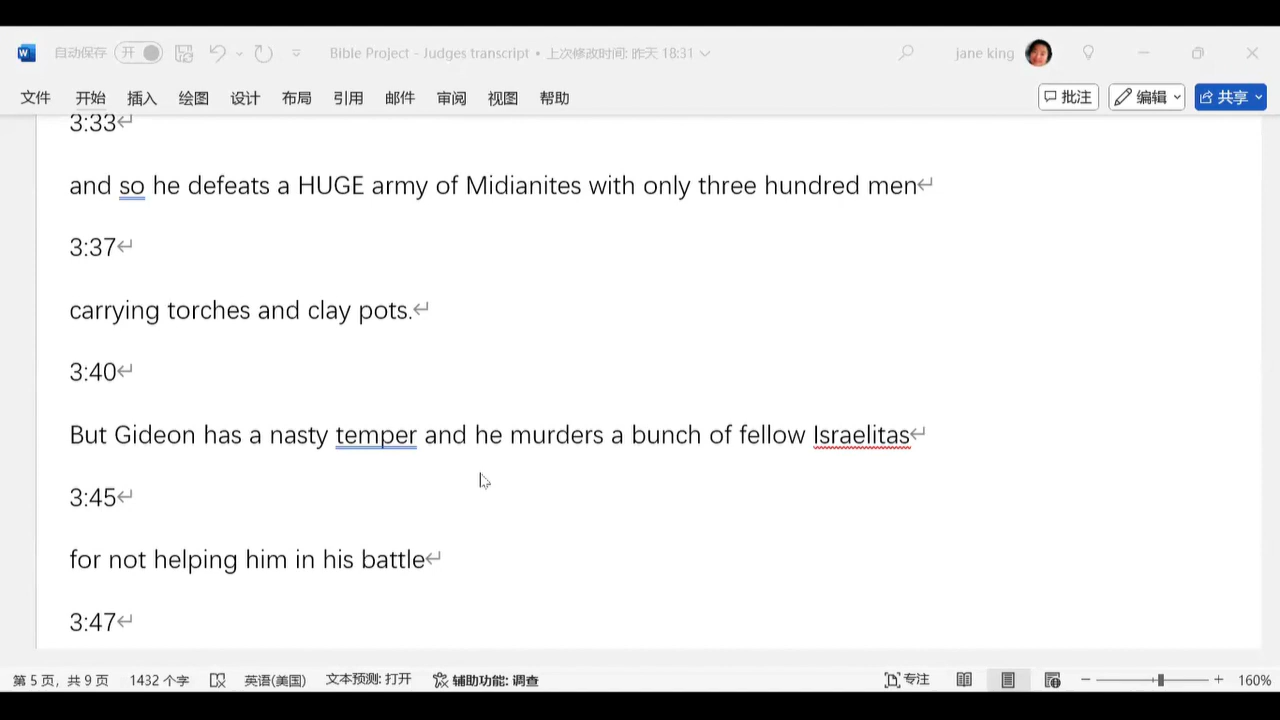 自动保存 开 Bible Project - Judges transcript • 上次修改时间: 昨天 18:31 jane king
文件 开始 插入 绘图 设计 布局 引用 邮件 审阅 视图 帮助 批注 编辑 共享
3:33
and so he defeats a HUGE army of Midianites with only three hundred men
3:37
carrying torches and clay pots.
3:40
But Gideon has a nasty temper and he murders a bunch of fellow Israelitas
3:45
for not helping him in his battle
3:47
第 5 页，共 9 页 1432 个字 英语(美国) 文本预测: 打开 辅助功能: 调查 专注 160%